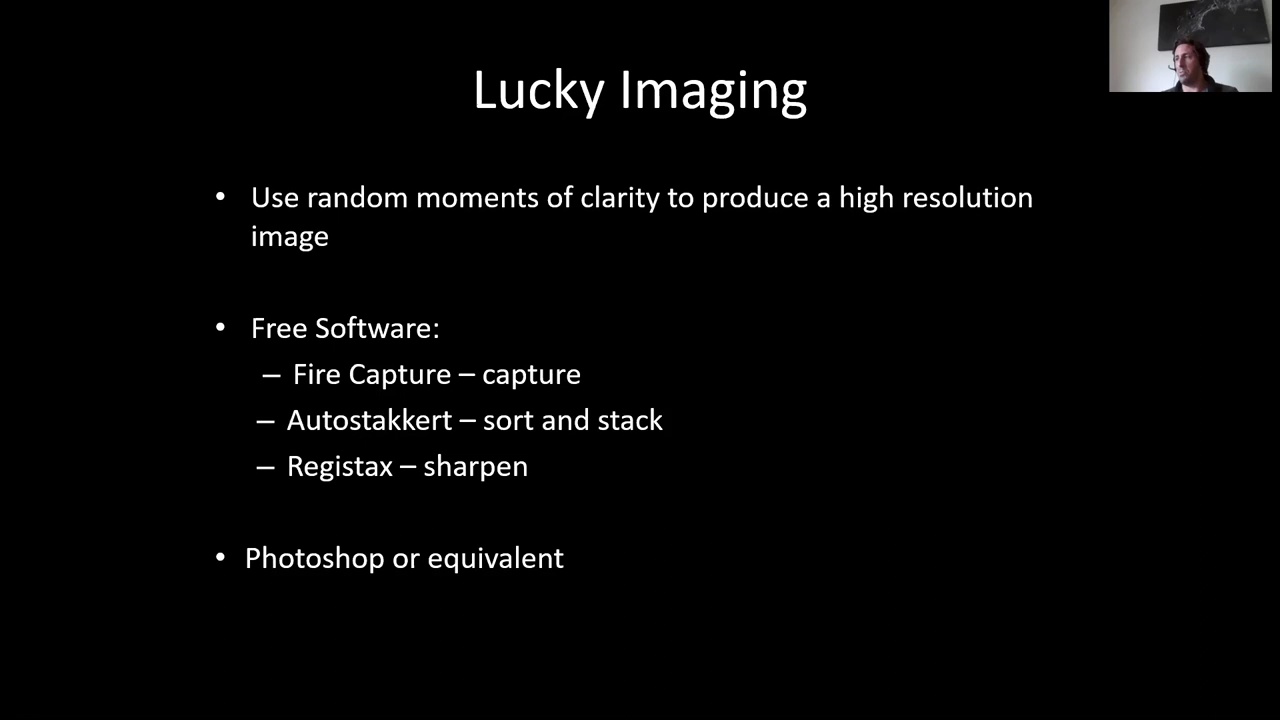 Lucky Imaging
• Use random moments of clarity to produce a high resolution
image
• Free Software:
– Fire Capture – capture
– Autostakkert – sort and stack
– Registax – sharpen
• Photoshop or equivalent